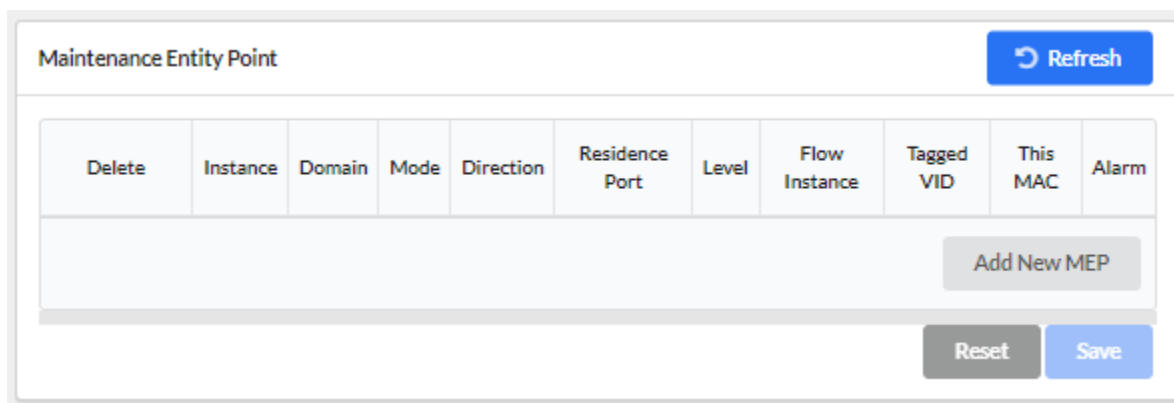 Maintenance Entity Point
Refresh
Delete Instance Domain Mode Direction Residence Port Level Flow Instance Tagged VID This MAC Alarm
Add New MEP
Reset Save